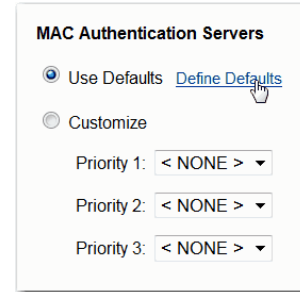 MAC Authentication Servers
Use Defaults Define Defaults
Customize
Priority 1: < NONE >
Priority 2: < NONE >
Priority 3: < NONE >